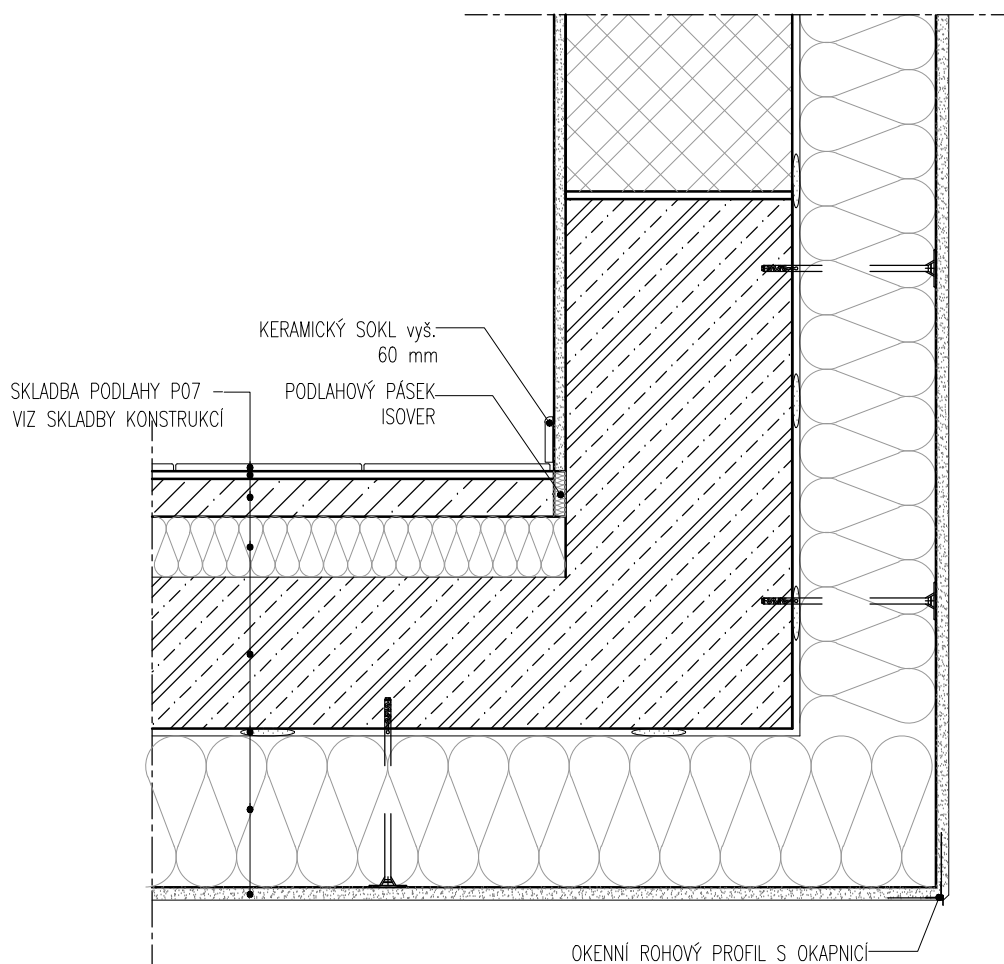 KERAMICKÝ SOKL vyš.
60 mm
SKLADBA PODLAHY P07
VIZ SKLADBY KONSTRUKCÍ
PODLAHOVÝ PÁSEK
ISOVER
OKENNÍ ROHOVÝ PROFIL S OKAPNICÍ